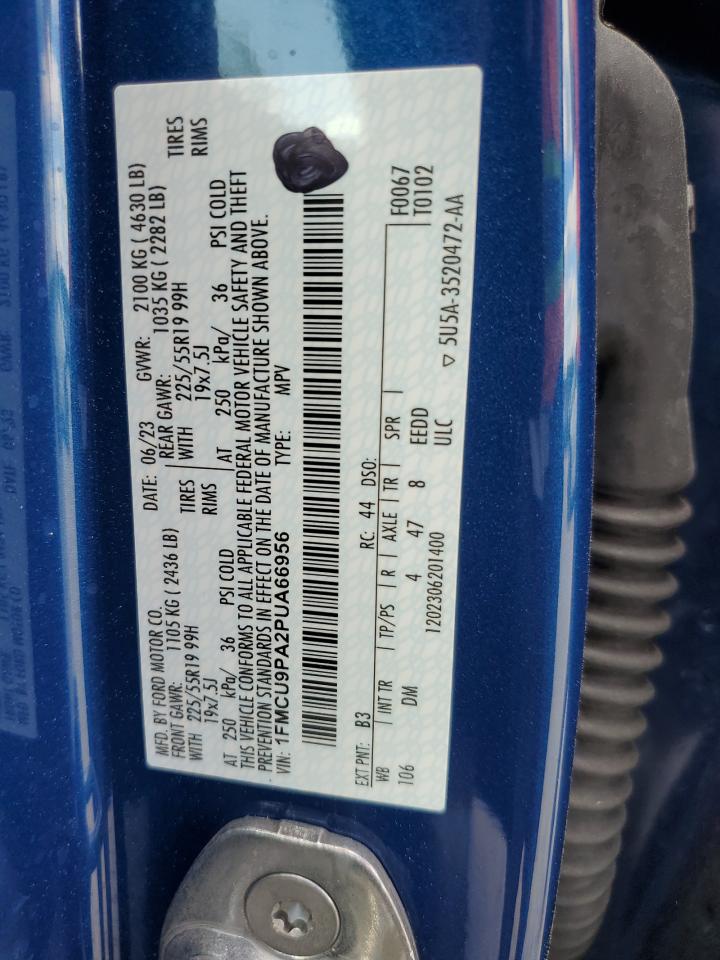 MFD. BY FORD MOTOR CO.
DATE: 06/23 GVWR: 2100 KG ( 4630 LB)
FRONT GAWR: 1105 KG ( 2436 LB) REAR GAWR: 1035 KG ( 2282 LB)
WITH 225/55R19 99H TIRES WITH 225/55R19 99H TIRES
19x7.5J RIMS 19x7.5J RIMS
AT 250 kPa/ 36 PSI COLD AT 250 kPa/ 36 PSI COLD
THIS VEHICLE CONFORMS TO ALL APPLICABLE FEDERAL MOTOR VEHICLE SAFETY AND THEFT
PREVENTION STANDARDS IN EFFECT ON THE DATE OF MANUFACTURE SHOWN ABOVE.
VIN: 1FMCU9PA2PUA66956 TYPE: MPV
F0067
T0102
EXT PNT: B3 RC: 44 DSO:
WB INT TR TP/PS R AXLE TR SPR
106 DM 4 47 8 EEDD
1202306201400 ULC
▽ 5U5A-3520472-AA